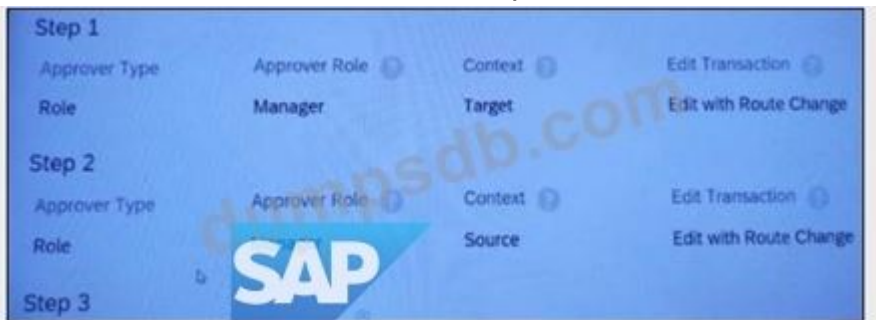 Step 1
Approver Type Approver Role Context Edit Transaction
Role Manager Target Edit with Route Change
dumpsdb.com
Step 2
Approver Type Approver Role Context Edit Transaction
Role Source Edit with Route Change
SAP
Step 3